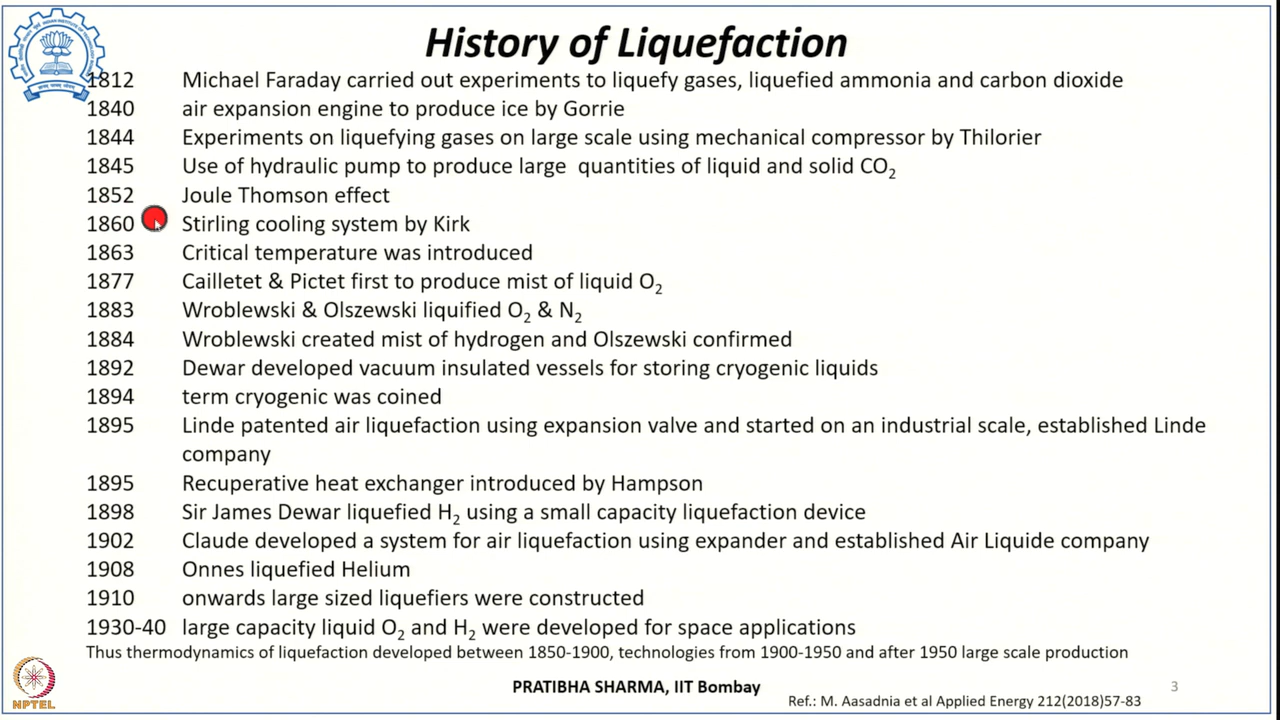 History of Liquefaction
1812 Michael Faraday carried out experiments to liquefy gases, liquefied ammonia and carbon dioxide
1840 air expansion engine to produce ice by Gorrie
1844 Experiments on liquefying gases on large scale using mechanical compressor by Thilorier
1845 Use of hydraulic pump to produce large quantities of liquid and solid CO₂
1852 Joule Thomson effect
1860 Stirling cooling system by Kirk
1863 Critical temperature was introduced
1877 Cailletet & Pictet first to produce mist of liquid O₂
1883 Wroblewski & Olszewski liquified O₂ & N₂
1884 Wroblewski created mist of hydrogen and Olszewski confirmed
1892 Dewar developed vacuum insulated vessels for storing cryogenic liquids
1894 term cryogenic was coined
1895 Linde patented air liquefaction using expansion valve and started on an industrial scale, established Linde
company
1895 Recuperative heat exchanger introduced by Hampson
1898 Sir James Dewar liquefied H₂ using a small capacity liquefaction device
1902 Claude developed a system for air liquefaction using expander and established Air Liquide company
1908 Onnes liquefied Helium
1910 onwards large sized liquefiers were constructed
1930-40 large capacity liquid O₂ and H₂ were developed for space applications
Thus thermodynamics of liquefaction developed between 1850-1900, technologies from 1900-1950 and after 1950 large scale production
PRATIBHA SHARMA, IIT Bombay
3
Ref.: M. Aasadnia et al Applied Energy 212(2018)57-83
NPTEL